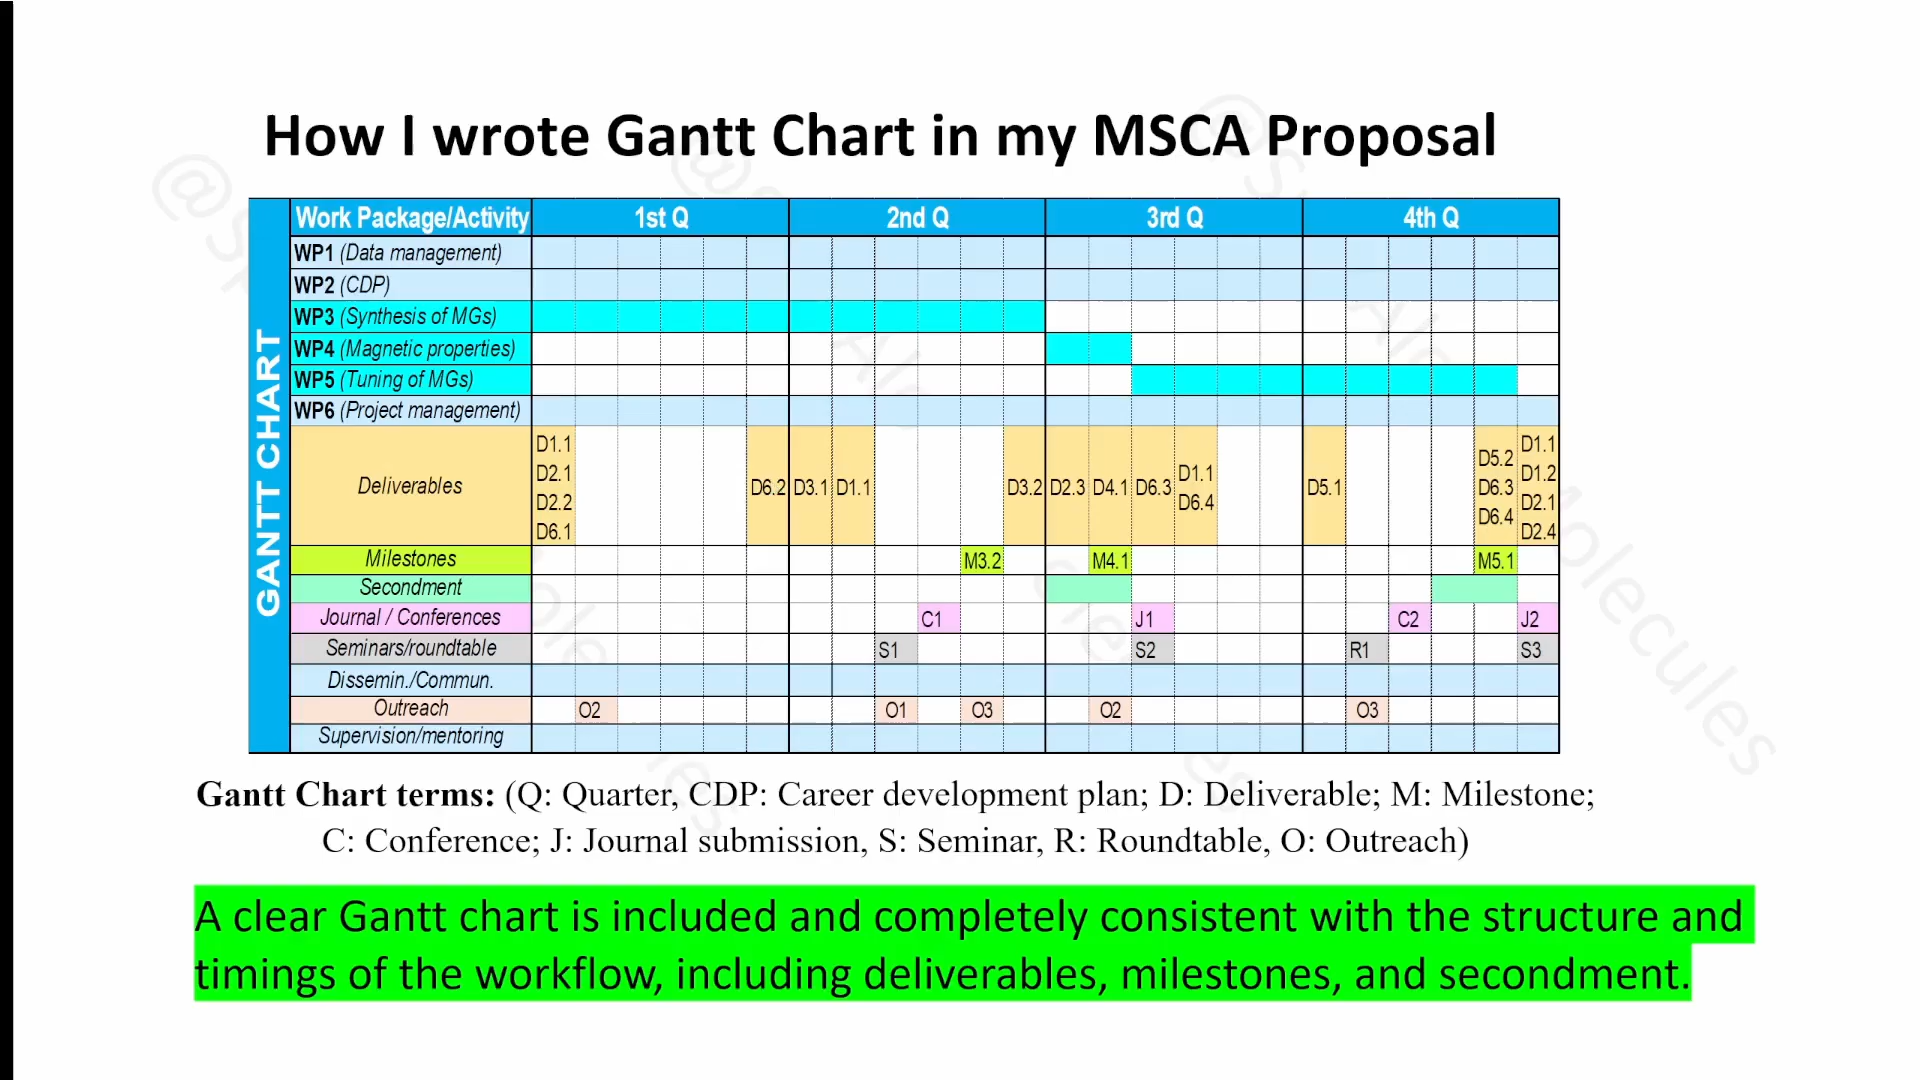 How I wrote Gantt Chart in my MSCA Proposal
GANTT CHART
Work Package/Activity 1st Q 2nd Q 3rd Q 4th Q
WP1 (Data management)
WP2 (CDP)
WP3 (Synthesis of MGs)
WP4 (Magnetic properties)
WP5 (Tuning of MGs)
WP6 (Project management)
Deliverables
D1.1
D2.1
D2.2
D6.1
D6.2 D3.1 D1.1 D3.2 D2.3 D4.1 D6.3
D1.1
D6.4
D5.1
D5.2
D6.3
D6.4
D1.1
D1.2
D2.1
D2.4
Milestones M3.2 M4.1 M5.1
Secondment
Journal / Conferences C1 J1 C2 J2
Seminars/roundtable S1 S2 R1 S3
Dissemin./Commun.
Outreach O2 O1 O3 O2 O3
Supervision/mentoring
Gantt Chart terms: (Q: Quarter, CDP: Career development plan; D: Deliverable; M: Milestone;
C: Conference; J: Journal submission, S: Seminar, R: Roundtable, O: Outreach)
A clear Gantt chart is included and completely consistent with the structure and
timings of the workflow, including deliverables, milestones, and secondment.